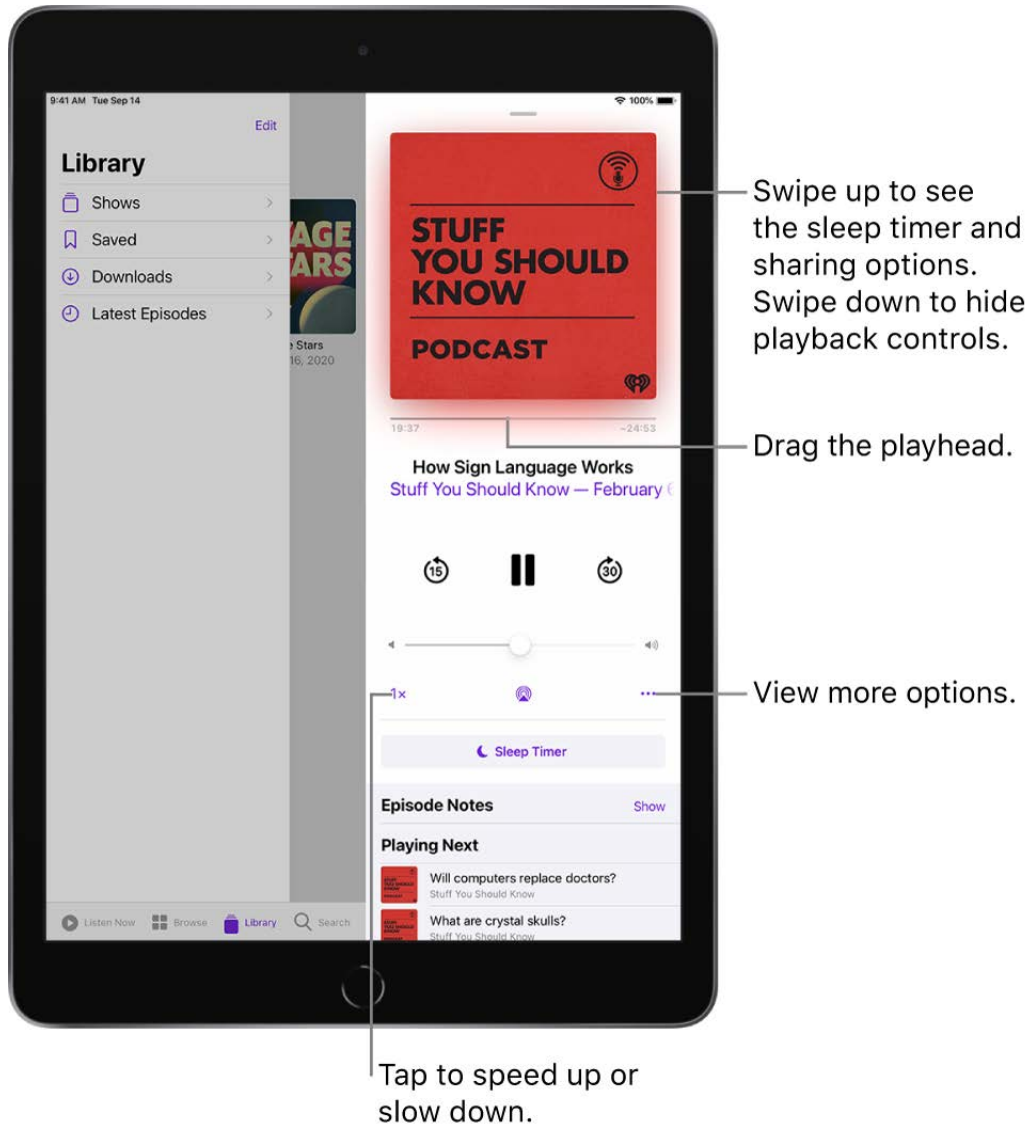 9:41 AM Tue Sep 14
100%
Edit
Library
Shows
Saved
Downloads
Latest Episodes
AGE
ARS
Stars
16, 2020
STUFF
YOU SHOULD
KNOW
PODCAST
19:37
-24:53
How Sign Language Works
Stuff You Should Know — February
15
30
1×
Sleep Timer
Episode Notes
Show
Playing Next
Will computers replace doctors?
Stuff You Should Know
What are crystal skulls?
Stuff You Should Know
Listen Now
Browse
Library
Search
Swipe up to see
the sleep timer and
sharing options.
Swipe down to hide
playback controls.
Drag the playhead.
View more options.
Tap to speed up or
slow down.